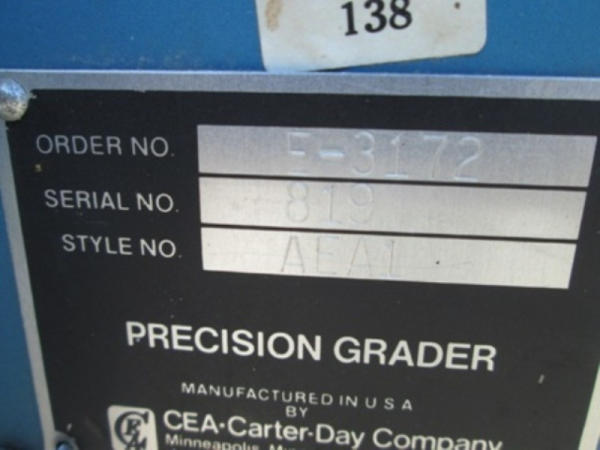 138
ORDER NO. E-3172
SERIAL NO. 819
STYLE NO. AEA1
PRECISION GRADER
MANUFACTURED IN U S A
BY
CEA·Carter-Day Company
Minneapolis,